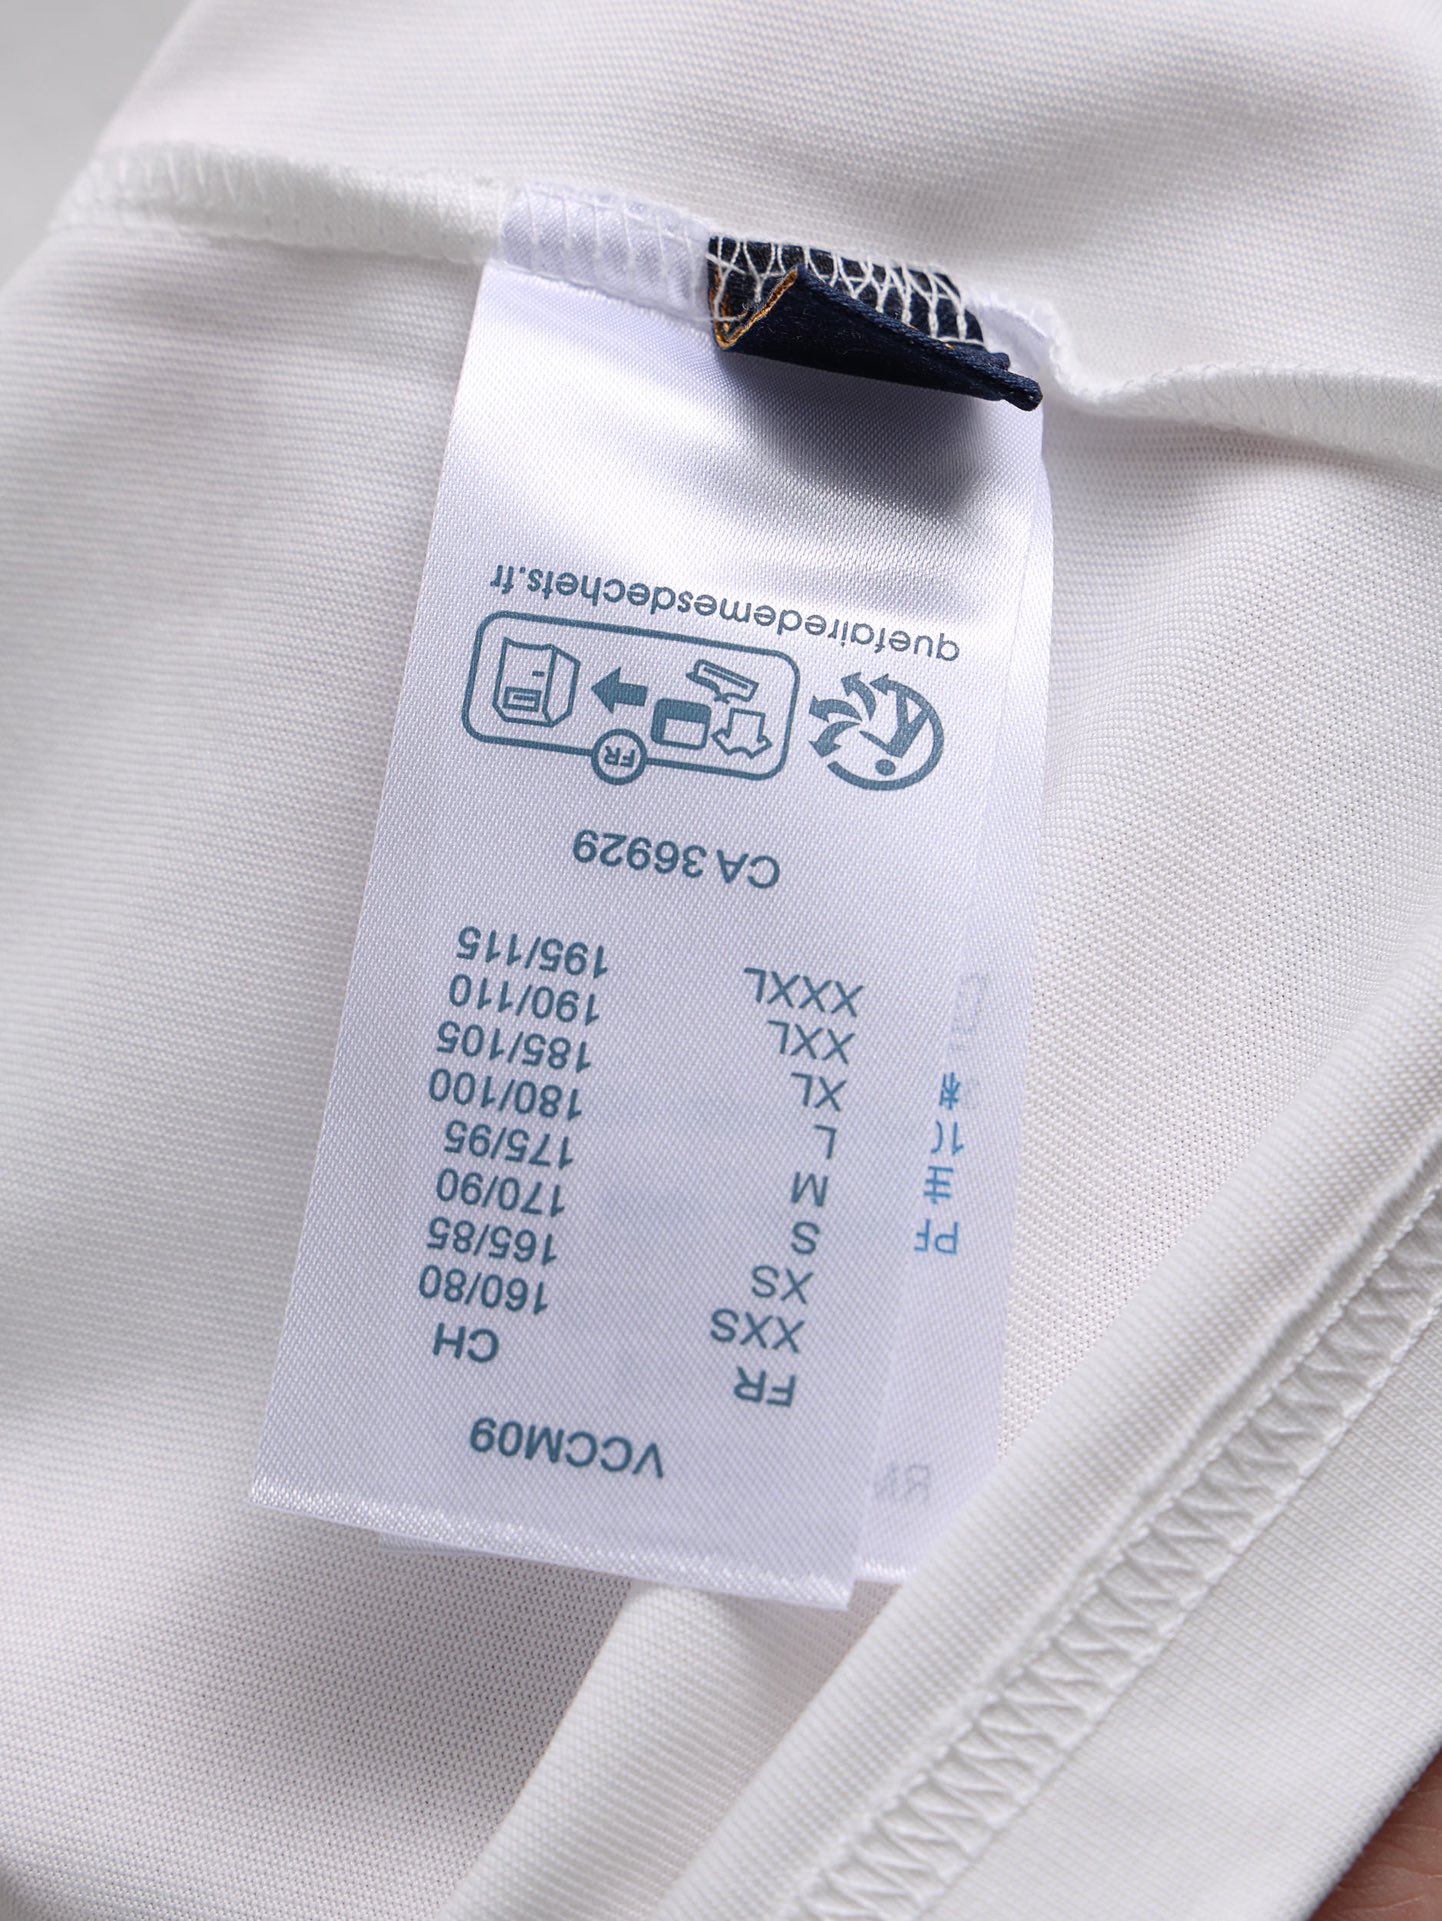 VCCM09
FR CH
XXS 160/80
XS 165/85
S 170/90
M 175/95
L 180/100
XL 185/105
XXL 190/110
XXXL 195/115
CA 36929
FR
quefairedemesdechets.fr
PF